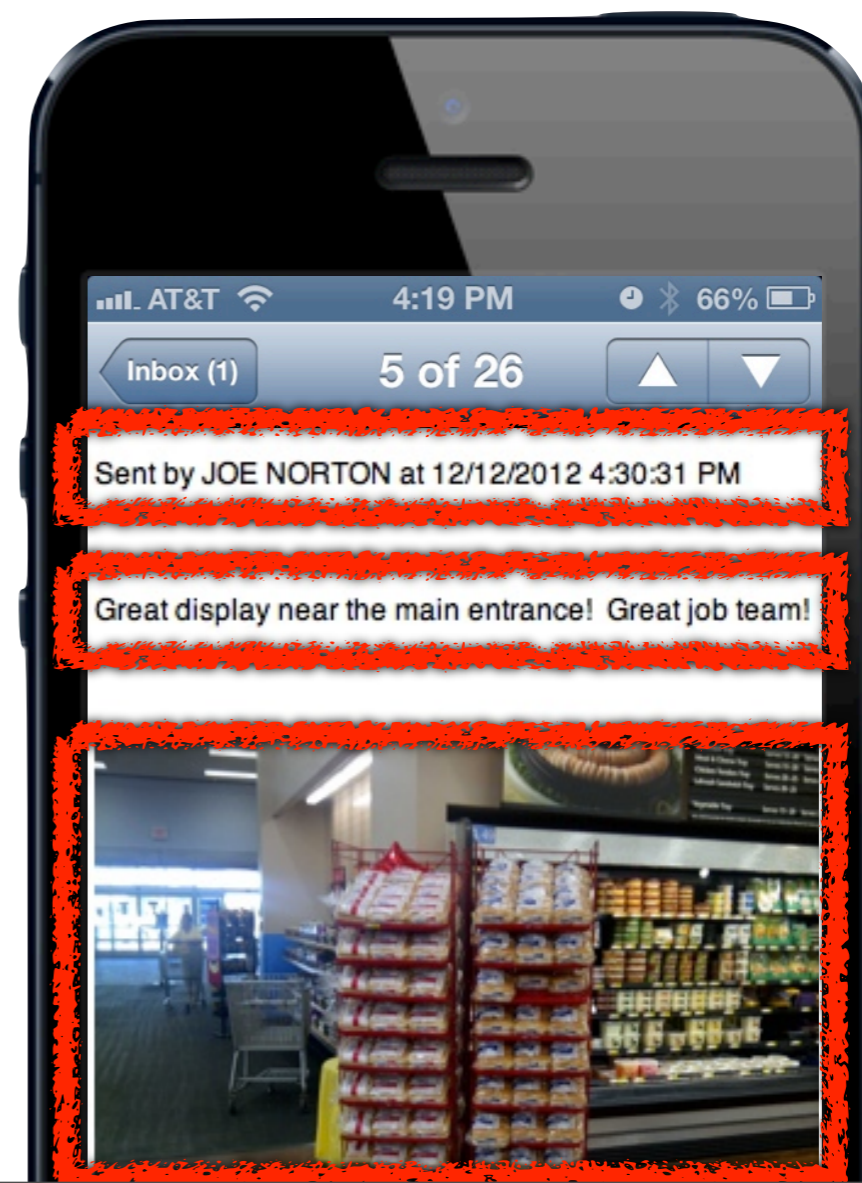 AT&T 4:19 PM 66%
Inbox (1) 5 of 26
Sent by JOE NORTON at 12/12/2012 4:30:31 PM
Great display near the main entrance!  Great job team!